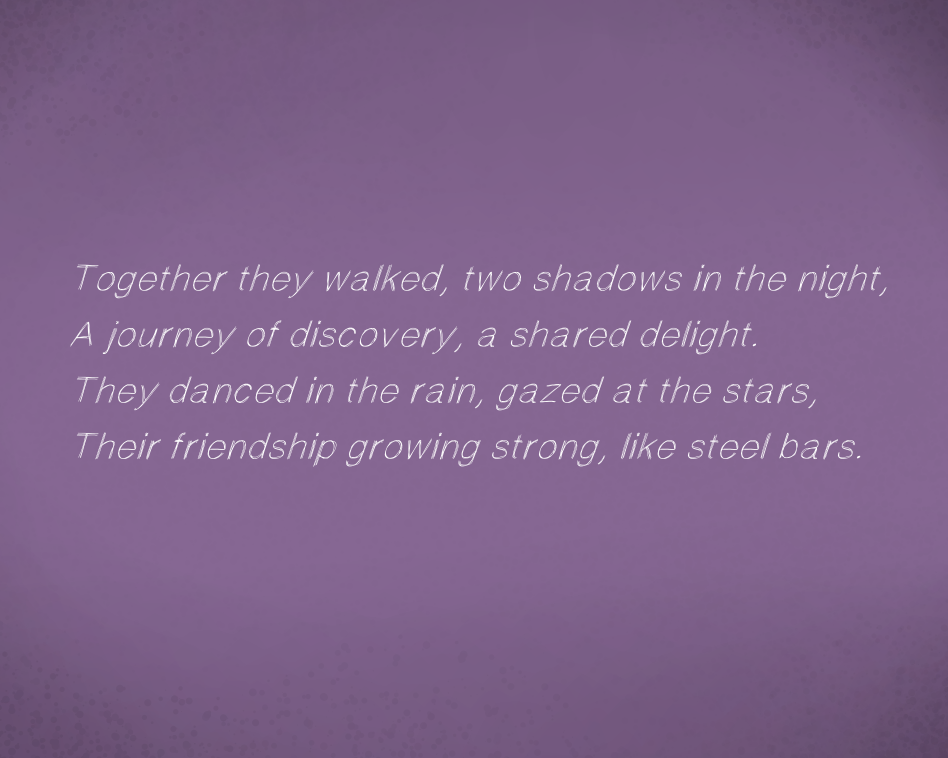 Together they walked, two shadows in the night,
A journey of discovery, a shared delight.
They danced in the rain, gazed at the stars,
Their friendship growing strong, like steel bars.